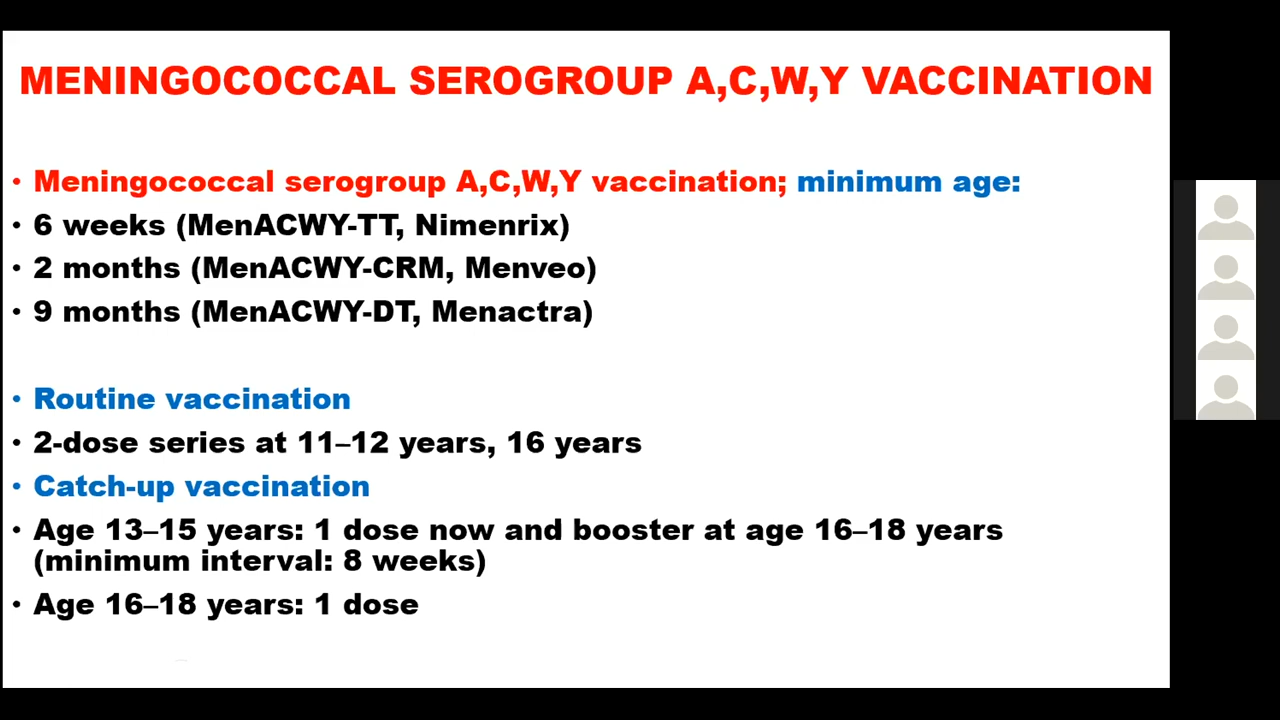 MENINGOCOCCAL SEROGROUP A,C,W,Y VACCINATION
• Meningococcal serogroup A,C,W,Y vaccination; minimum age:
• 6 weeks (MenACWY-TT, Nimenrix)
• 2 months (MenACWY-CRM, Menveo)
• 9 months (MenACWY-DT, Menactra)
• Routine vaccination
• 2-dose series at 11–12 years, 16 years
• Catch-up vaccination
• Age 13–15 years: 1 dose now and booster at age 16–18 years
(minimum interval: 8 weeks)
• Age 16–18 years: 1 dose